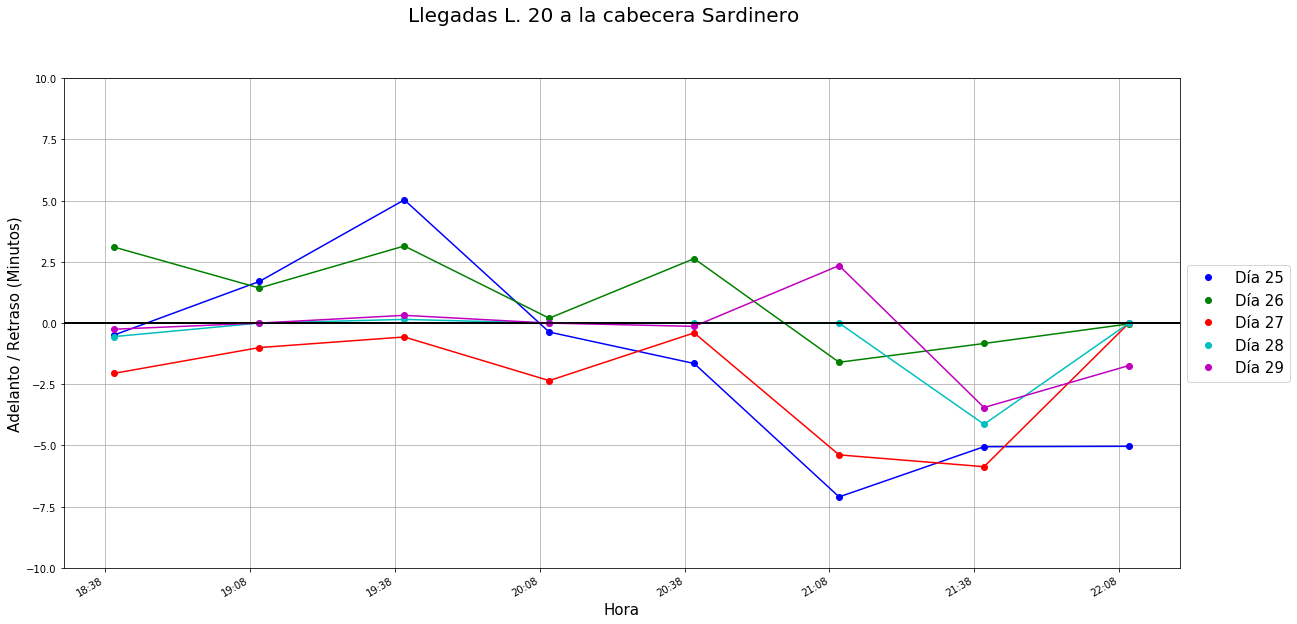 Llegadas L. 20 a la cabecera Sardinero
Adelanto / Retraso (Minutos)
10.0
7.5
5.0
2.5
0.0
−2.5
−5.0
−7.5
−10.0
18:38
19:08
19:38
20:08
20:38
21:08
21:38
22:08
Hora
Día 25
Día 26
Día 27
Día 28
Día 29